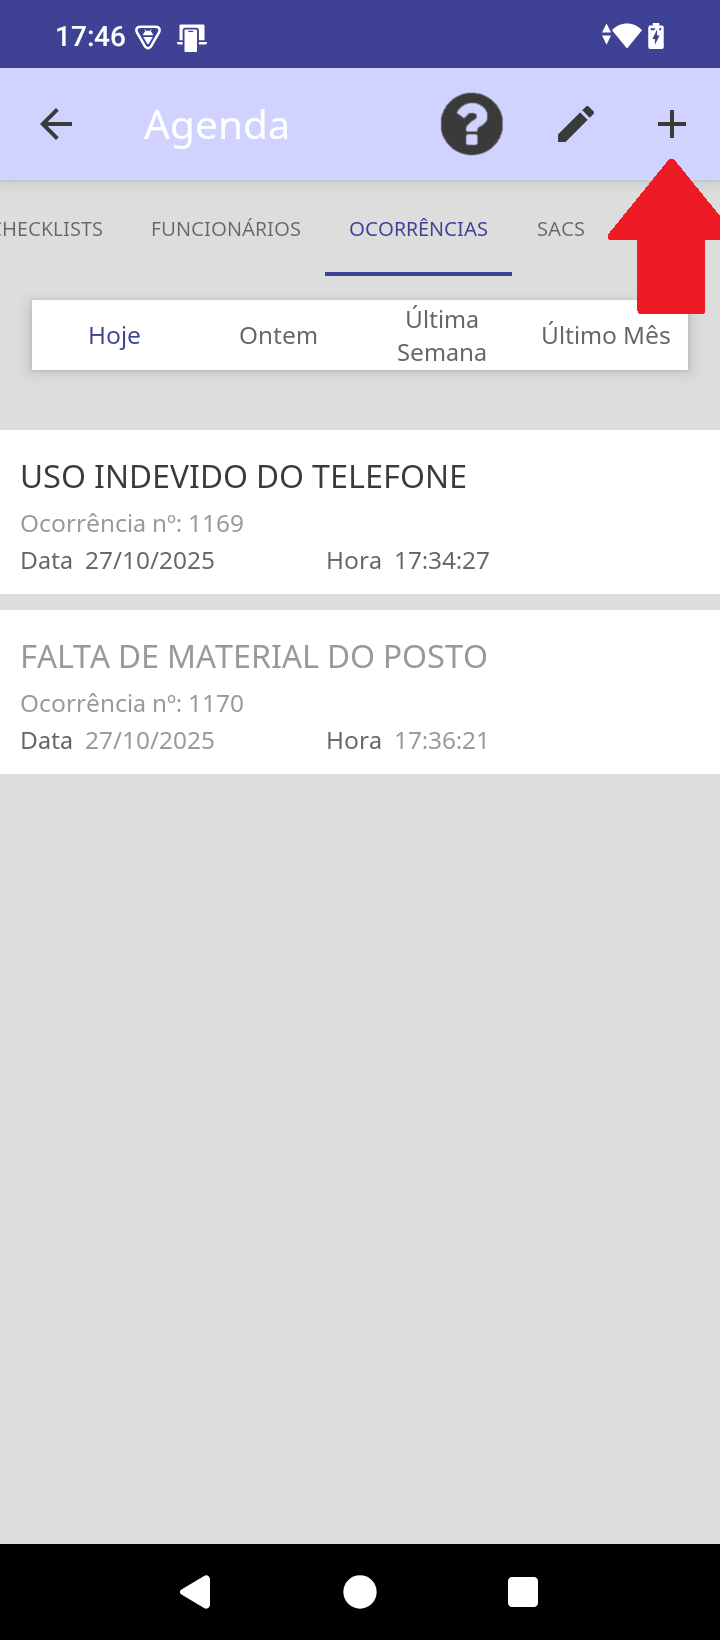 17:46
Agenda
CHECKLISTS FUNCIONÁRIOS OCORRÊNCIAS SACS
Hoje Ontem Última Semana Último Mês
USO INDEVIDO DO TELEFONE
Ocorrência nº: 1169
Data 27/10/2025 Hora 17:34:27
FALTA DE MATERIAL DO POSTO
Ocorrência nº: 1170
Data 27/10/2025 Hora 17:36:21